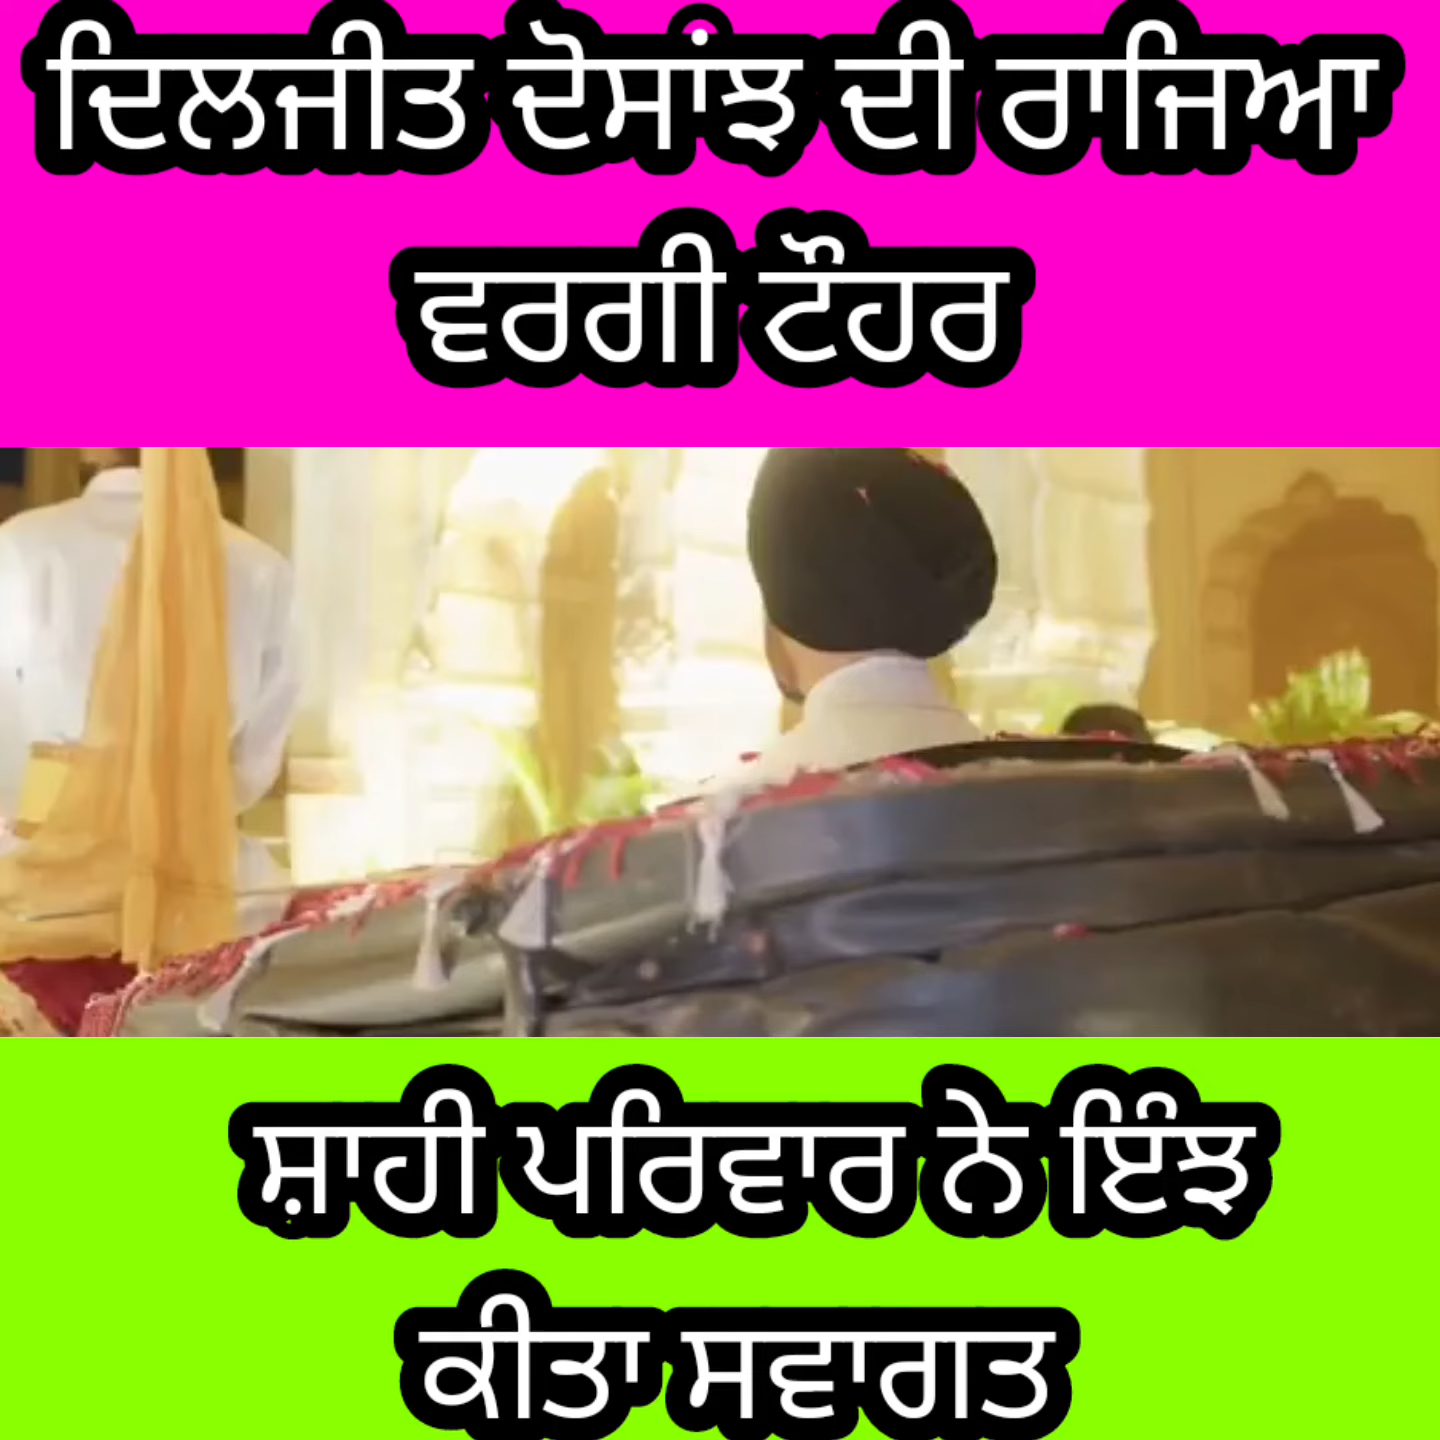 ਦਿਲਜੀਤ ਦੋਸਾਂਝ ਦੀ ਰਾਜਿਆ
ਵਰਗੀ ਟੌਹਰ
ਸ਼ਾਹੀ ਪਰਿਵਾਰ ਨੇ ਇੰਝ
ਕੀਤਾ ਸਵਾਗਤ